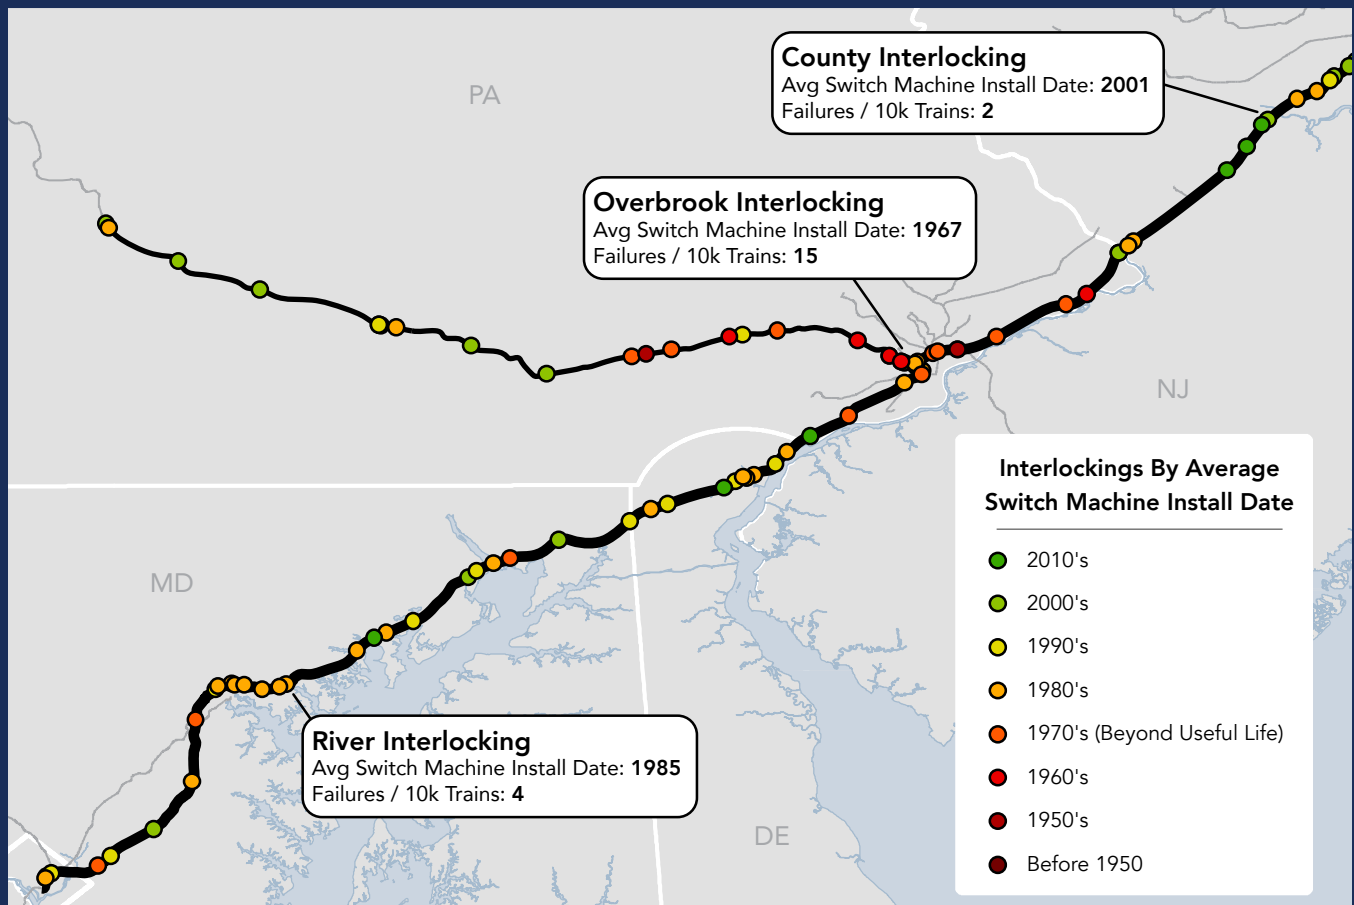 PA
County Interlocking
Avg Switch Machine Install Date: 2001
Failures / 10k Trains: 2
Overbrook Interlocking
Avg Switch Machine Install Date: 1967
Failures / 10k Trains: 15
NJ
MD
River Interlocking
Avg Switch Machine Install Date: 1985
Failures / 10k Trains: 4
DE
Interlockings By Average
Switch Machine Install Date
2010's
2000's
1990's
1980's
1970's (Beyond Useful Life)
1960's
1950's
Before 1950